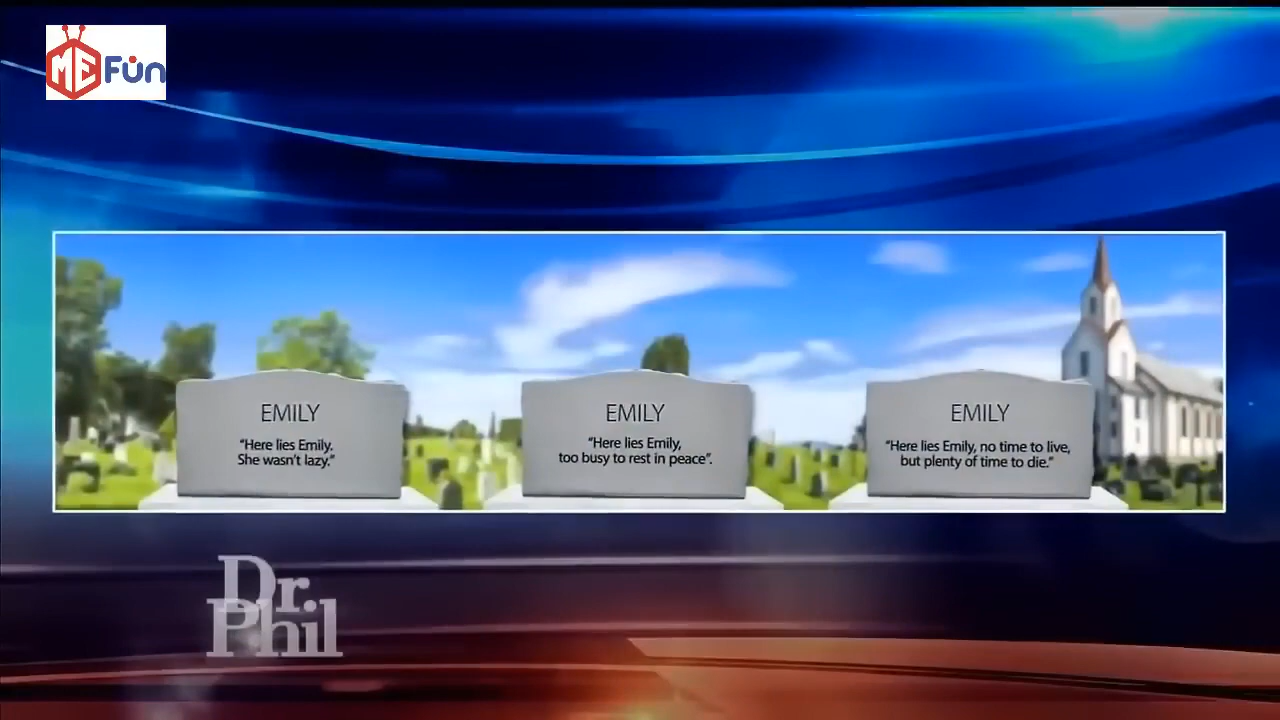 MEFun
EMILY
"Here lies Emily.
She wasn't lazy."
EMILY
"Here lies Emily,
too busy to rest in peace".
EMILY
"Here lies Emily, no time to live,
but plenty of time to die."
Dr.
Phil